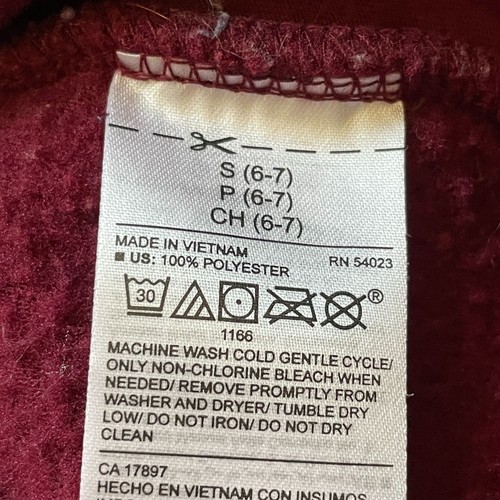 S (6-7)
P (6-7)
CH (6-7)
MADE IN VIETNAM RN 54023
US: 100% POLYESTER
30 ®
1166
MACHINE WASH COLD GENTLE CYCLE/
ONLY NON-CHLORINE BLEACH WHEN
NEEDED/ REMOVE PROMPTLY FROM
WASHER AND DRYER/ TUMBLE DRY
LOW/ DO NOT IRON/ DO NOT DRY
CLEAN
CA 17897
HECHO EN VIETNAM CON INSUMOS